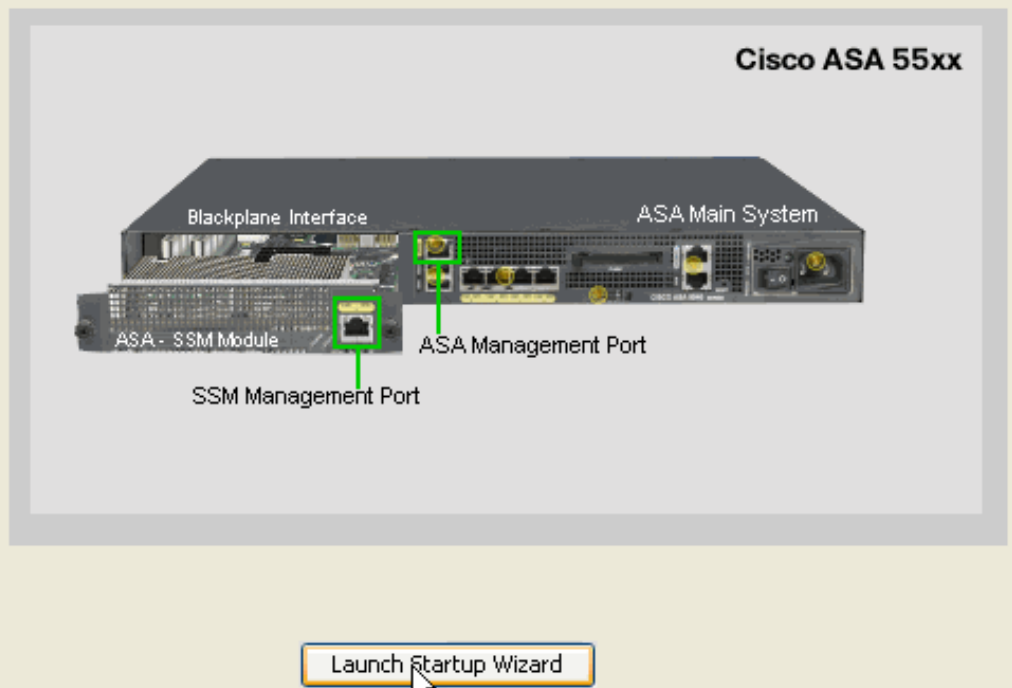 Cisco ASA 55xx
Blackplane Interface
ASA Main System
ASA - SSM Module
ASA Management Port
SSM Management Port
Launch Startup Wizard